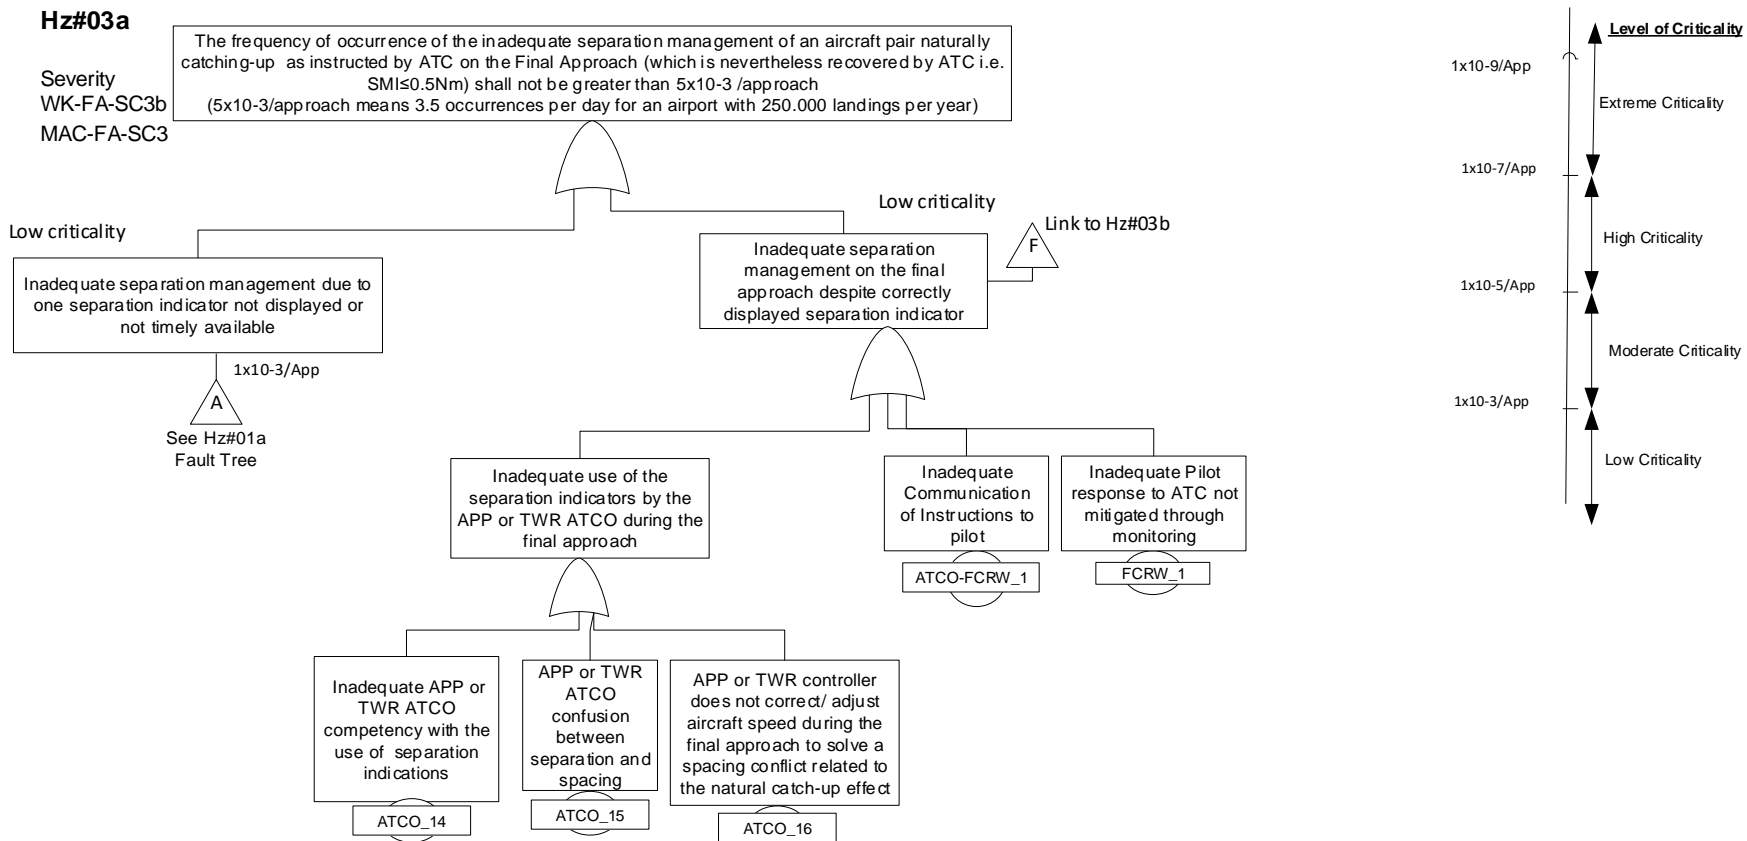 Hz#03a
Severity
WK-FA-SC3b
MAC-FA-SC3
The frequency of occurrence of the inadequate separation management of an aircraft pair naturally
catching-up as instructed by ATC on the Final Approach (which is nevertheless recovered by ATC i.e.
SMI≤0.5Nm) shall not be greater than 5x10-3 /approach
(5x10-3/approach means 3.5 occurrences per day for an airport with 250.000 landings per year)
Low criticality
Inadequate separation management due to
one separation indicator not displayed or
not timely available
1x10-3/App
A
See Hz#01a
Fault Tree
Low criticality
Inadequate separation
management on the final
approach despite correctly
displayed separation indicator
F
Link to Hz#03b
Inadequate use of the
separation indicators by the
APP or TWR ATCO during the
final approach
Inadequate
Communication
of Instructions to
pilot
ATCO-FCRW_1
Inadequate Pilot
response to ATC not
mitigated through
monitoring
FCRW_1
Inadequate APP or
TWR ATCO
competency with the
use of separation
indications
ATCO_14
APP or TWR
ATCO
confusion
between
separation and
spacing
ATCO_15
APP or TWR controller
does not correct/ adjust
aircraft speed during the
final approach to solve a
spacing conflict related to
the natural catch-up effect
ATCO_16
Level of Criticality
1x10-9/App
Extreme Criticality
1x10-7/App
High Criticality
1x10-5/App
Moderate Criticality
1x10-3/App
Low Criticality